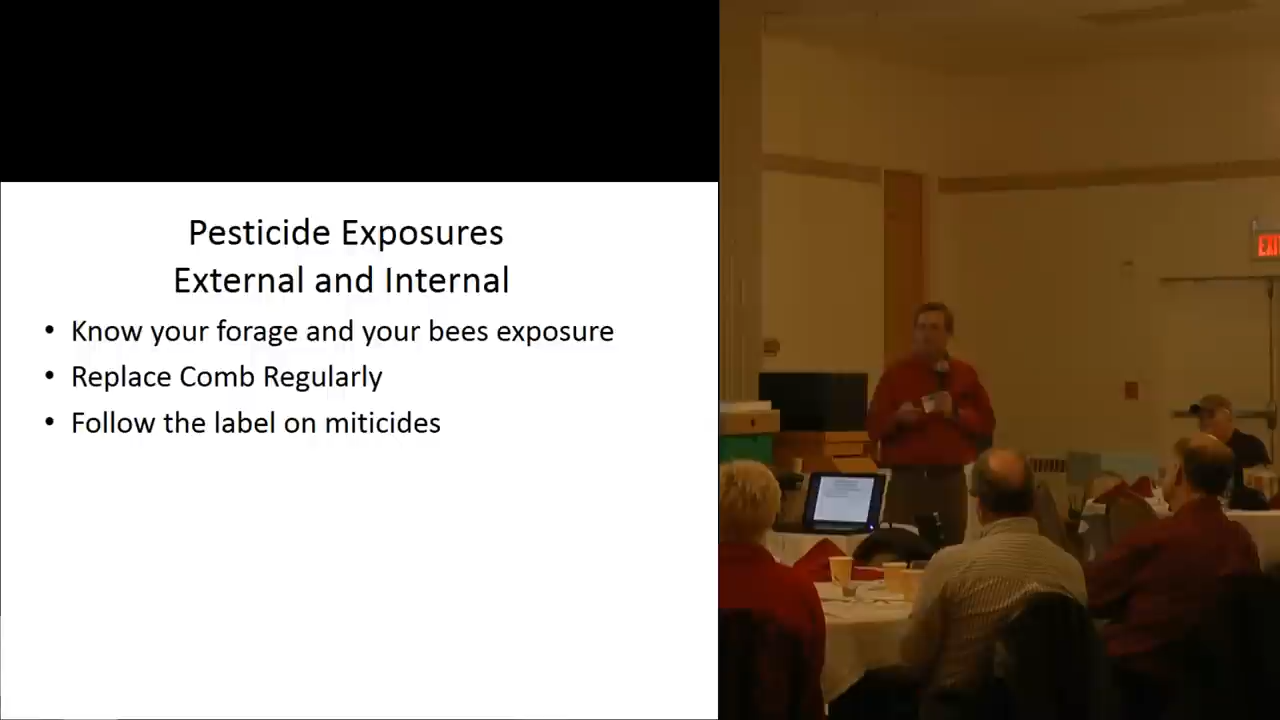 Pesticide Exposures
External and Internal
• Know your forage and your bees exposure
• Replace Comb Regularly
• Follow the label on miticides